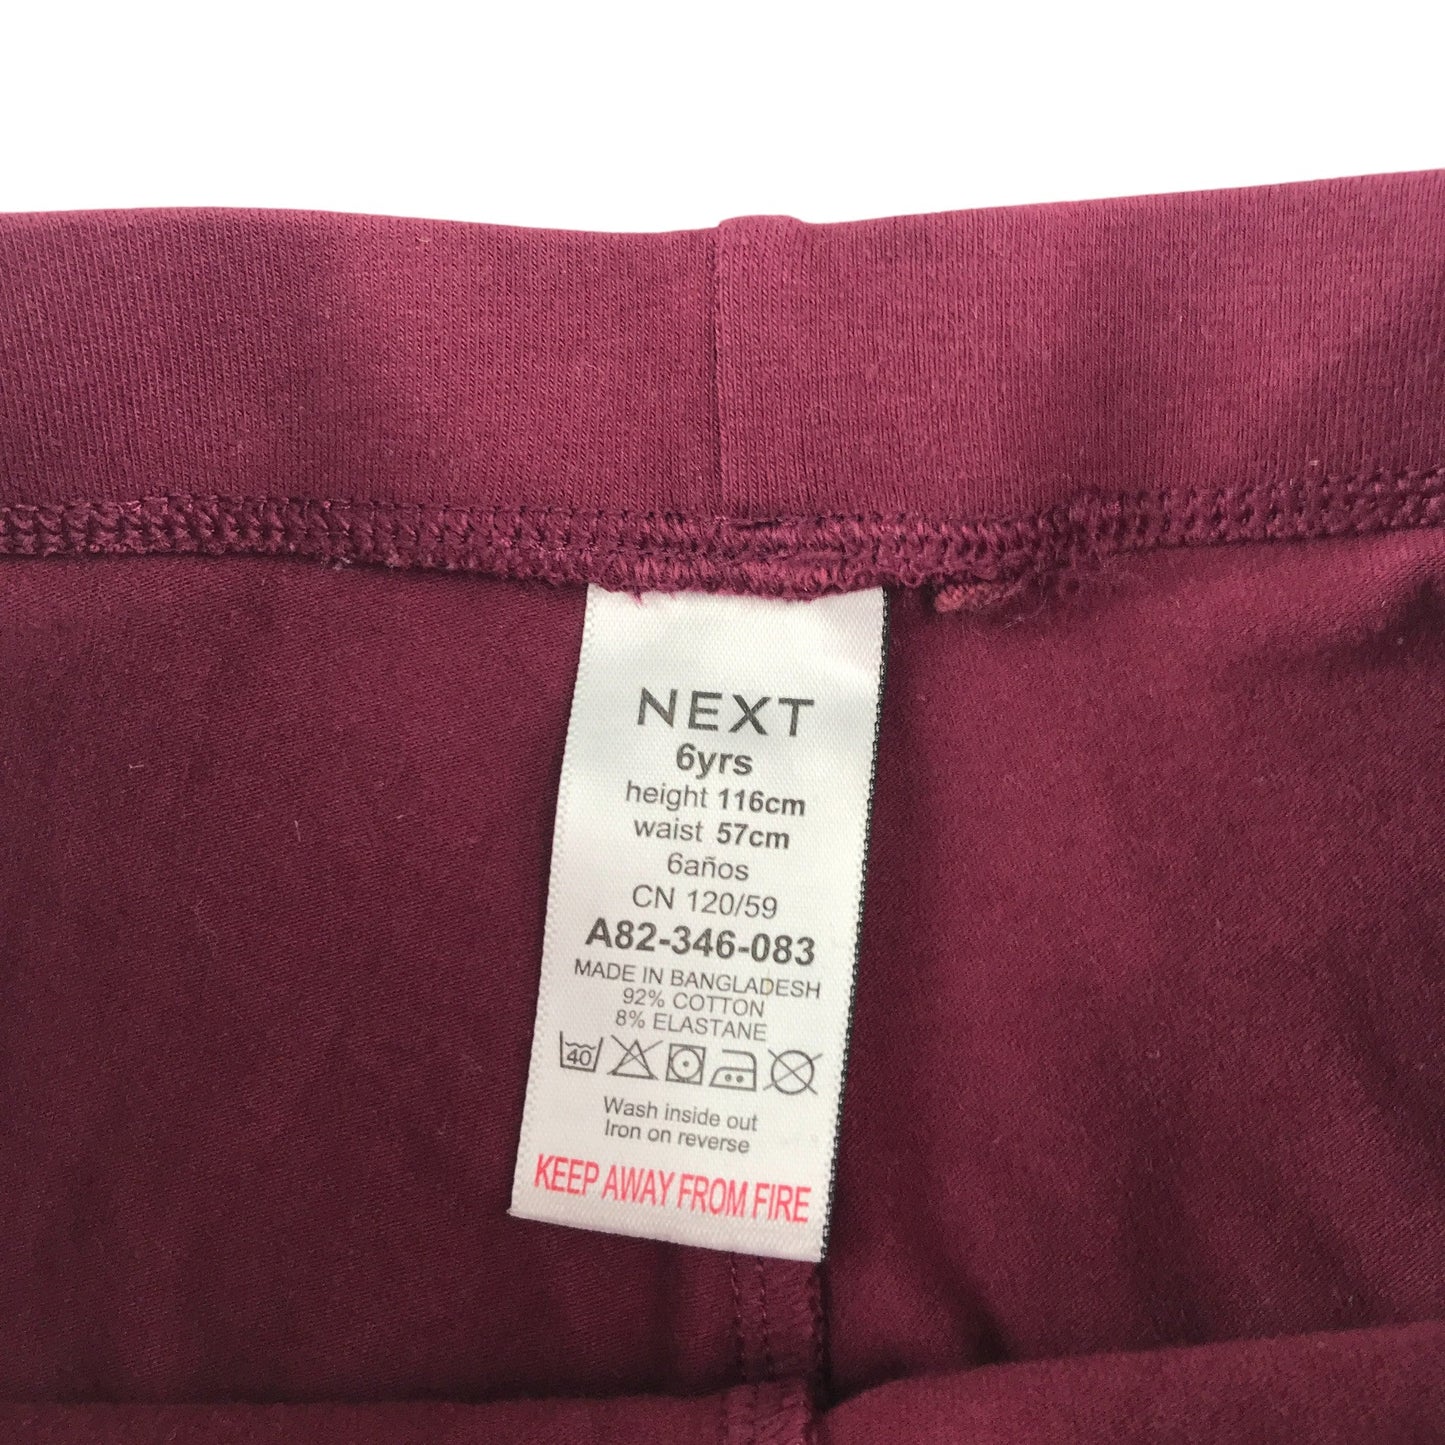 NEXT
6yrs
height 116cm
waist 57cm
6años
CN 120/59
A82-346-083
MADE IN BANGLADESH
92% COTTON
8% ELASTANE
40
Wash inside out
Iron on reverse
KEEP AWAY FROM FIRE